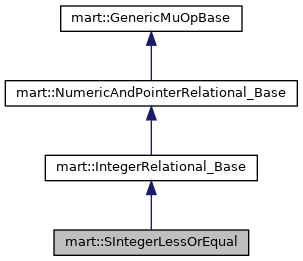 mart::GenericMuOpBase
mart::NumericAndPointerRelational_Base
mart::IntegerRelational_Base
mart::SIntegerLessOrEqual